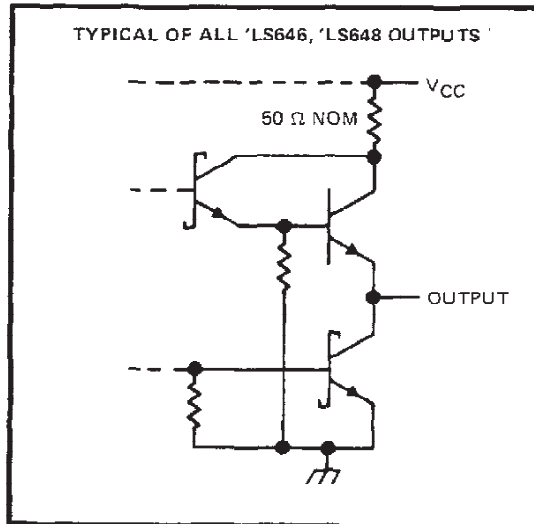 TYPICAL OF ALL 'LS646, 'LS648 OUTPUTS
VCC
50 Ω NOM
OUTPUT